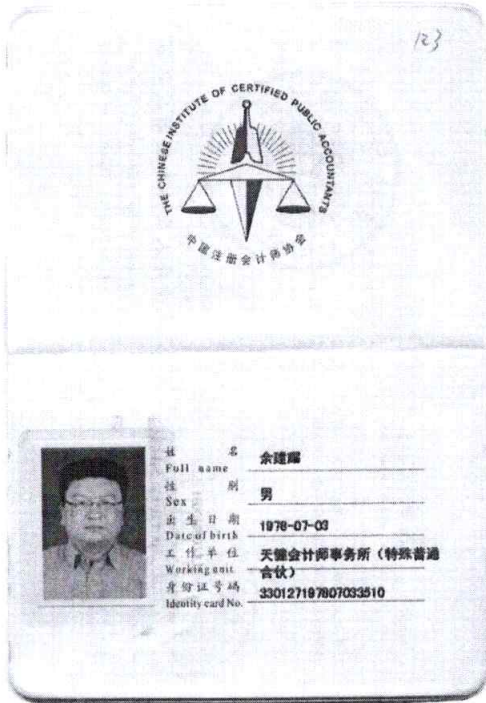 123
THE CHINESE INSTITUTE OF CERTIFIED PUBLIC ACCOUNTANTS
中国注册会计师协会
姓 名
Full name
余建耀
性 别
Sex
男
出 生 日 期
Date of birth
1978-07-03
工 作 单 位
Working unit
天健会计师事务所（特殊普通
合伙）
身份证号码
Identity card No.
330127197807033510